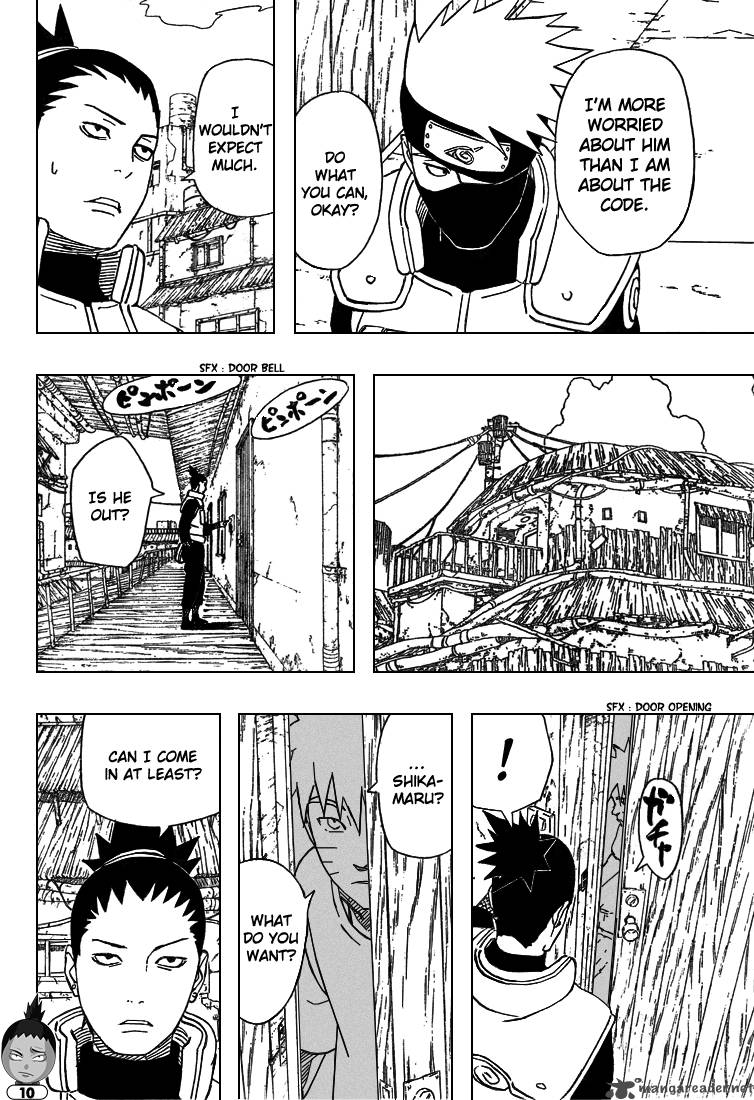 I'M MORE
WORRIED
ABOUT HIM
THAN I AM
ABOUT THE
CODE.
DO
WHAT
YOU CAN,
OKAY?
I
WOULDN'T
EXPECT
MUCH.
SFX : DOOR BELL
ピンポーン
ピンポーン
IS HE
OUT?
SFX : DOOR OPENING
ガチャ
!
...
SHIKA-
MARU?
WHAT
DO YOU
WANT?
CAN I COME
IN AT LEAST?
10
mangareader.net